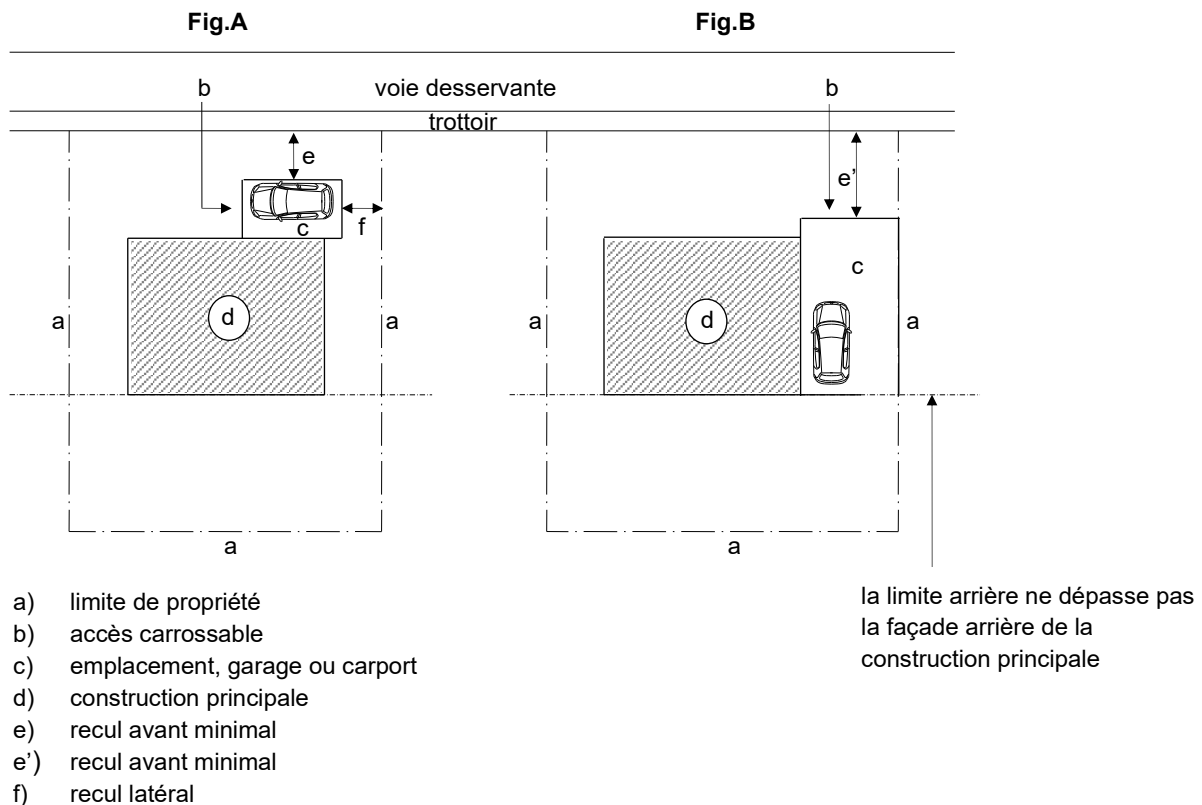 Fig.A
Fig.B
b
voie desservante
b
trottoir
e
e’
c
f
c
d
d
a
a
a
a
a
a
la limite arrière ne dépasse pas
la façade arrière de la
construction principale
a) limite de propriété
b) accès carrossable
c) emplacement, garage ou carport
d) construction principale
e) recul avant minimal
e’) recul avant minimal
f) recul latéral